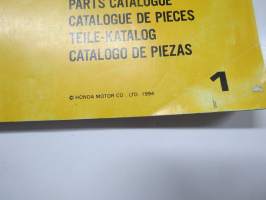 PARTS CATALOGUE
CATALOGUE DE PIECES
TEILE-KATALOG
CATALOGO DE PIEZAS
1
© HONDA MOTOR CO., LTD. 1994